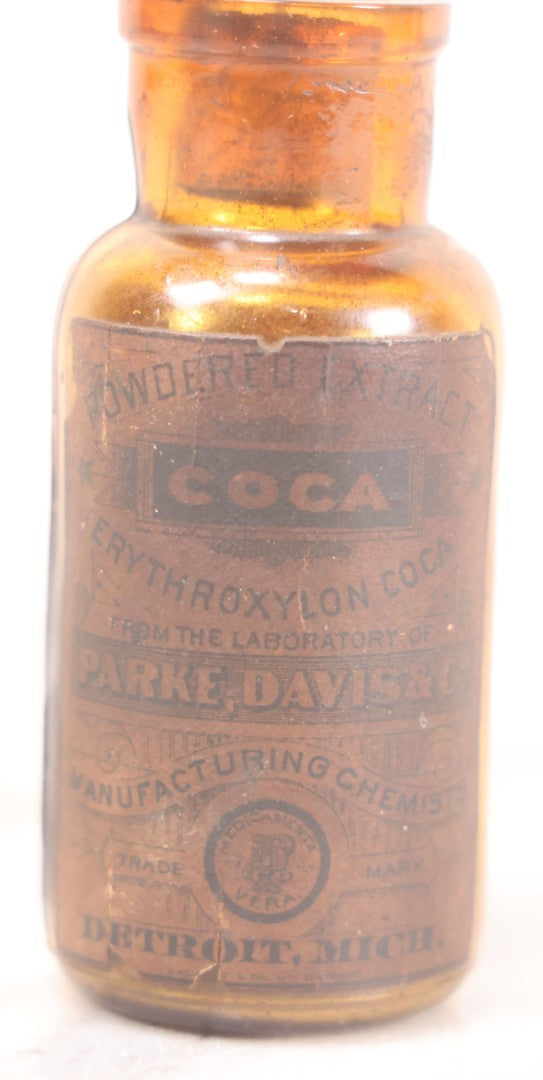 POWDERED EXTRACT
COCA
ERYTHROXYLON COCA
FROM THE LABORATORY OF
PARKE, DAVIS & Co
MANUFACTURING CHEMISTS
MEDICAMENTA
VERA
TRADE MARK
DETROIT, MICH.